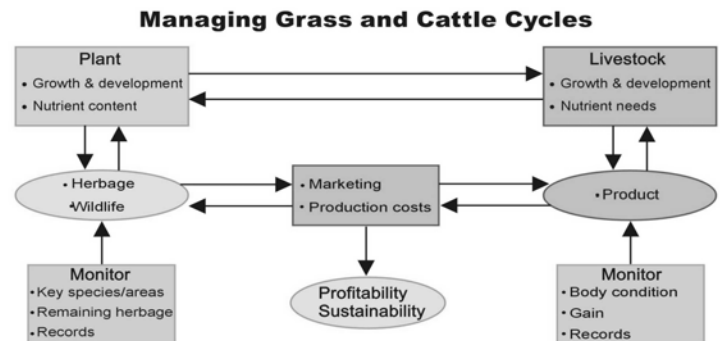 Managing Grass and Cattle Cycles
Plant
• Growth & development
• Nutrient content
Livestock
• Growth & development
• Nutrient needs
• Herbage
•Wildlife
• Marketing
• Production costs
• Product
Monitor
•Key species/areas
•Remaining herbage
•Records
Profitability
Sustainability
Monitor
• Body condition
• Gain
• Records